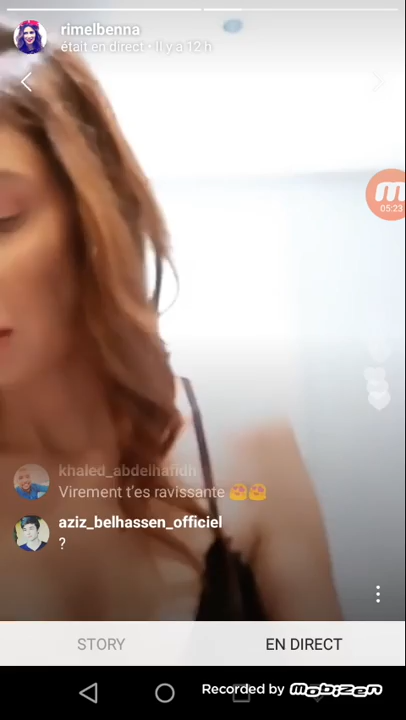 rimelbenna
était en direct • Il y a 12 h
05:23
khaled_abdelhafidh
Virement t'es ravissante 😍😍
aziz_belhassen_officiel
?
STORY
EN DIRECT
Recorded by mobizen